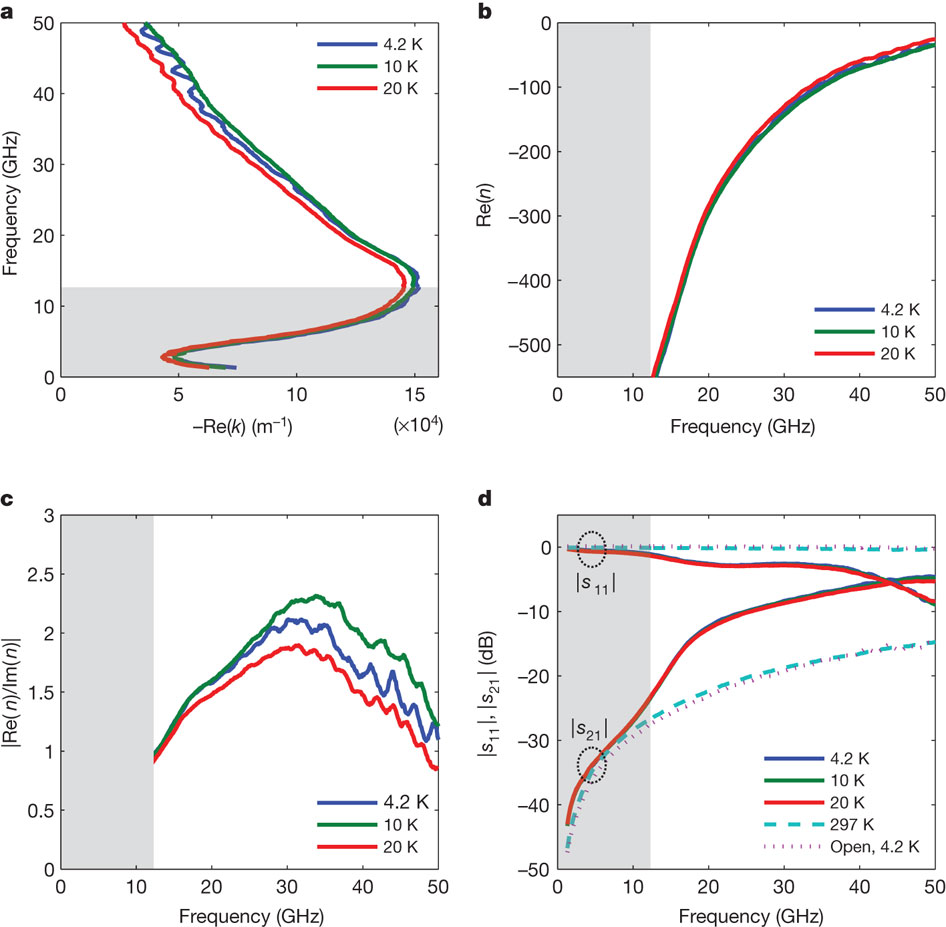 a
50
40
30
20
10
0
Frequency (GHz)
4.2 K
10 K
20 K
0 5 10 15
–Re(k) (m⁻¹) (×10⁴)
b
0
–100
–200
–300
–400
–500
Re(n)
4.2 K
10 K
20 K
0 10 20 30 40 50
Frequency (GHz)
c
3
2.5
2
1.5
1
0.5
0
|Re(n)/Im(n)|
4.2 K
10 K
20 K
0 10 20 30 40 50
Frequency (GHz)
d
0
–10
–20
–30
–40
–50
|s₁₁|, |s₂₁| (dB)
|s₁₁|
|s₂₁|
4.2 K
10 K
20 K
297 K
Open, 4.2 K
0 10 20 30 40 50
Frequency (GHz)